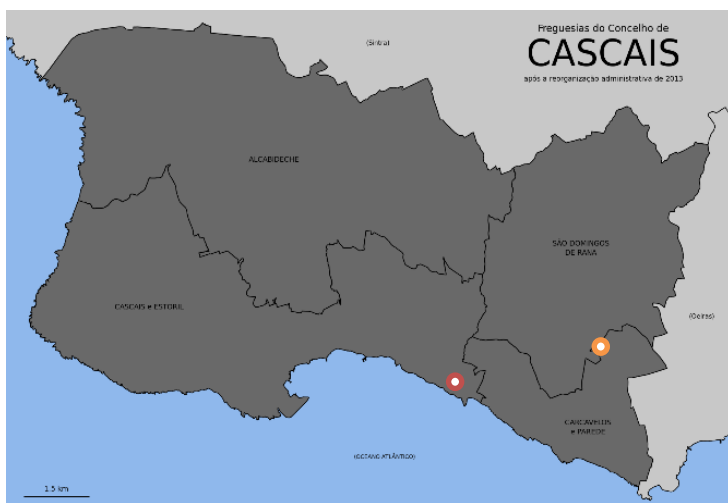 Freguesias do Concelho de
CASCAIS
após a reorganização administrativa de 2013
(Sintra)
ALCABIDECHE
SÃO DOMINGOS
DE RANA
CASCAIS e ESTORIL
(Oeiras)
CARCAVELOS
e PAREDE
(OCEANO ATLÂNTICO)
1.5 km